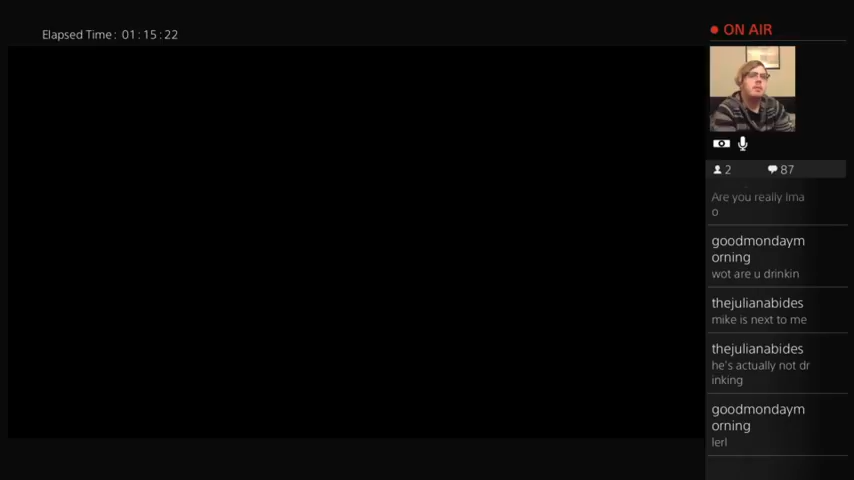 Elapsed Time: 01:15:22
ON AIR
2 87
Are you really lma
o
goodmondaym
orning
wot are u drinkin
thejulianabides
mike is next to me
thejulianabides
he's actually not dr
inking
goodmondaym
orning
lerl